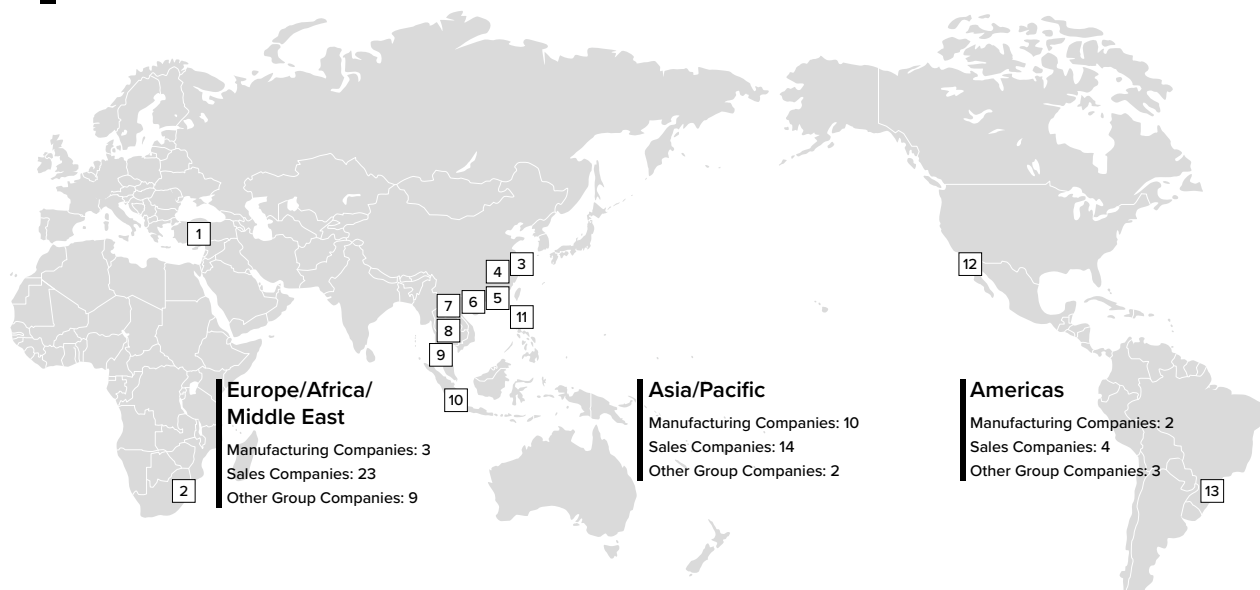 1
2
3
4
5
6
7
8
9
10
11
12
13
Europe/Africa/
Middle East
Manufacturing Companies: 3
Sales Companies: 23
Other Group Companies: 9
Asia/Pacific
Manufacturing Companies: 10
Sales Companies: 14
Other Group Companies: 2
Americas
Manufacturing Companies: 2
Sales Companies: 4
Other Group Companies: 3